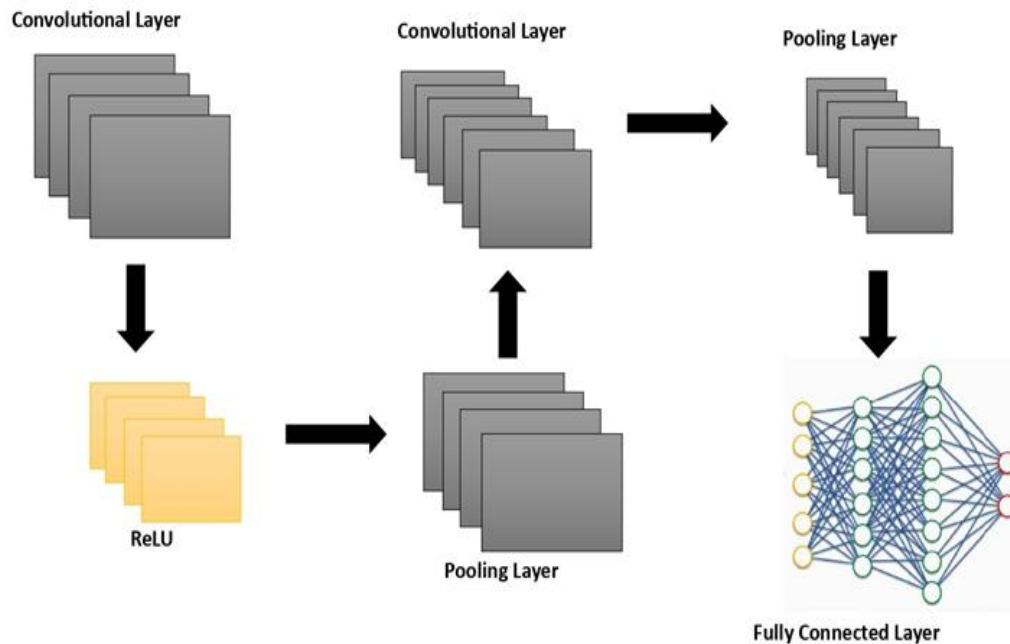 Convolutional Layer
Convolutional Layer
Pooling Layer
ReLU
Pooling Layer
Fully Connected Layer